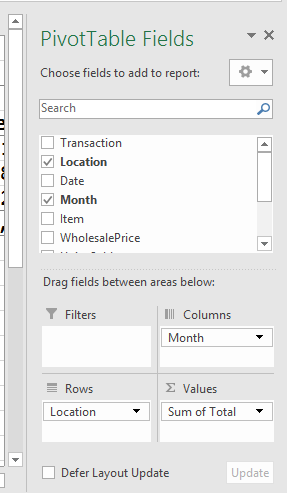 PivotTable Fields
Choose fields to add to report:
Search
Transaction
Location
Date
Month
Item
WholesalePrice
Drag fields between areas below:
Filters
Columns
Month
Rows
Values
Location
Sum of Total
Defer Layout Update
Update